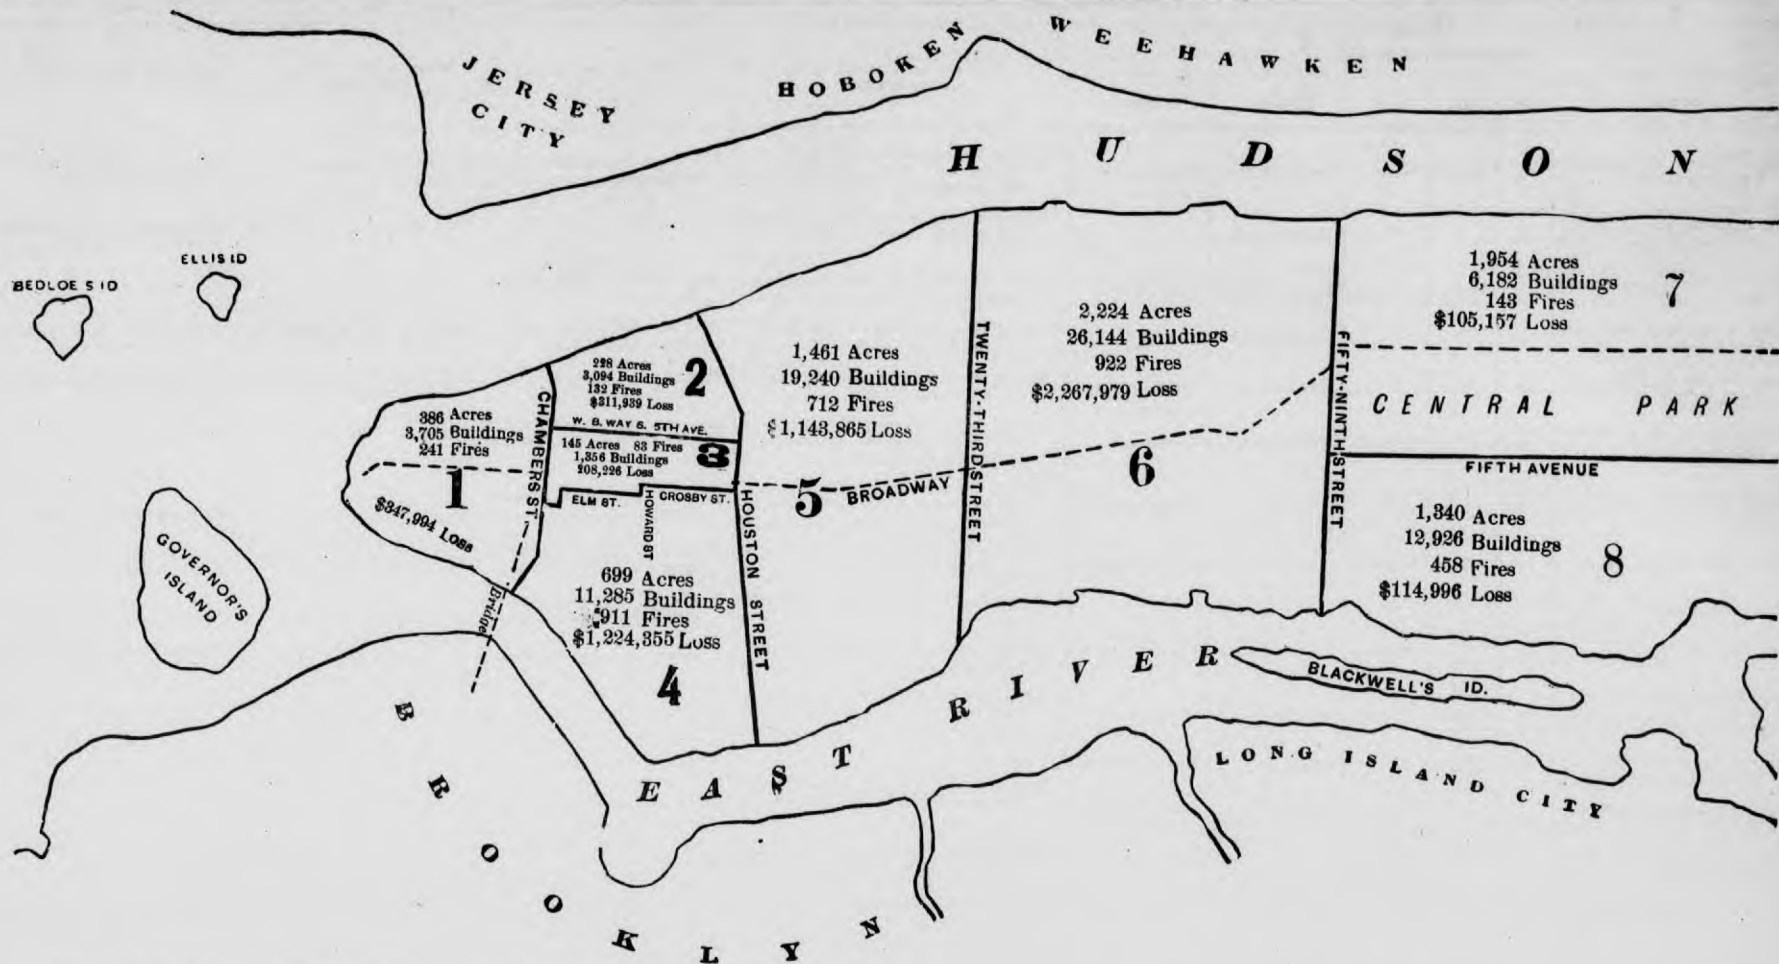 WEEHAWKEN
HOBOKEN
JERSEY
CITY
HUDSON
BEDLOE S ID
ELLIS ID
GOVERNOR'S
ISLAND
386 Acres
3,705 Buildings
241 Fires
1
$347,994 Loss
CHAMBERS ST.
Bridge
228 Acres
3,094 Buildings
132 Fires
$311,939 Loss
2
W. B. WAY & 5TH AVE.
145 Acres 83 Fires
1,356 Buildings
208,226 Loss
3
ELM ST.
HOWARD ST
CROSBY ST.
699 Acres
11,285 Buildings
911 Fires
$1,224,355 Loss
4
HOUSTON STREET
1,461 Acres
19,240 Buildings
712 Fires
$1,143,865 Loss
5
BROADWAY
TWENTY-THIRD STREET
2,224 Acres
26,144 Buildings
922 Fires
$2,267,979 Loss
6
FIFTY-NINTH STREET
1,954 Acres
6,182 Buildings
143 Fires
$105,157 Loss
7
CENTRAL PARK
FIFTH AVENUE
1,340 Acres
12,926 Buildings
458 Fires
$114,996 Loss
8
EAST RIVER
BLACKWELL'S ID.
LONG ISLAND CITY
BROOKLYN